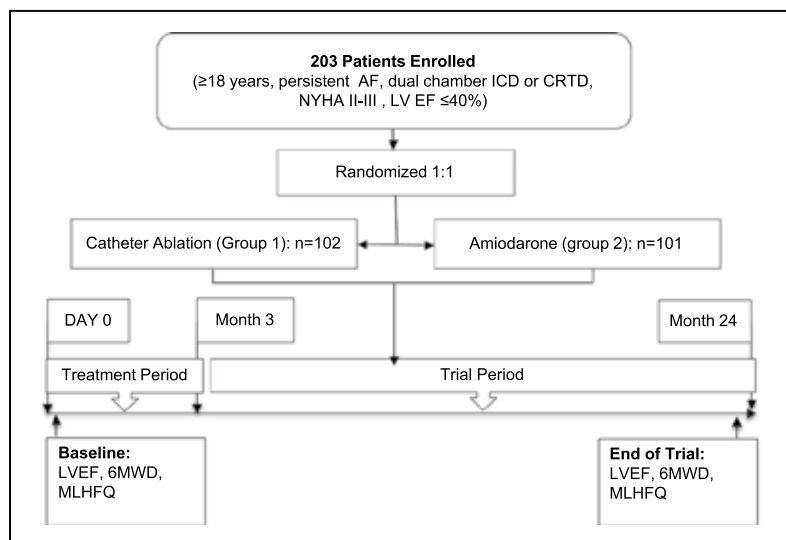 203 Patients Enrolled
(≥18 years, persistent AF, dual chamber ICD or CRTD,
NYHA II-III , LV EF ≤40%)
Randomized 1:1
Catheter Ablation (Group 1): n=102
Amiodarone (group 2): n=101
DAY 0
Month 3
Month 24
Treatment Period
Trial Period
Baseline:
LVEF, 6MWD,
MLHFQ
End of Trial:
LVEF, 6MWD,
MLHFQ